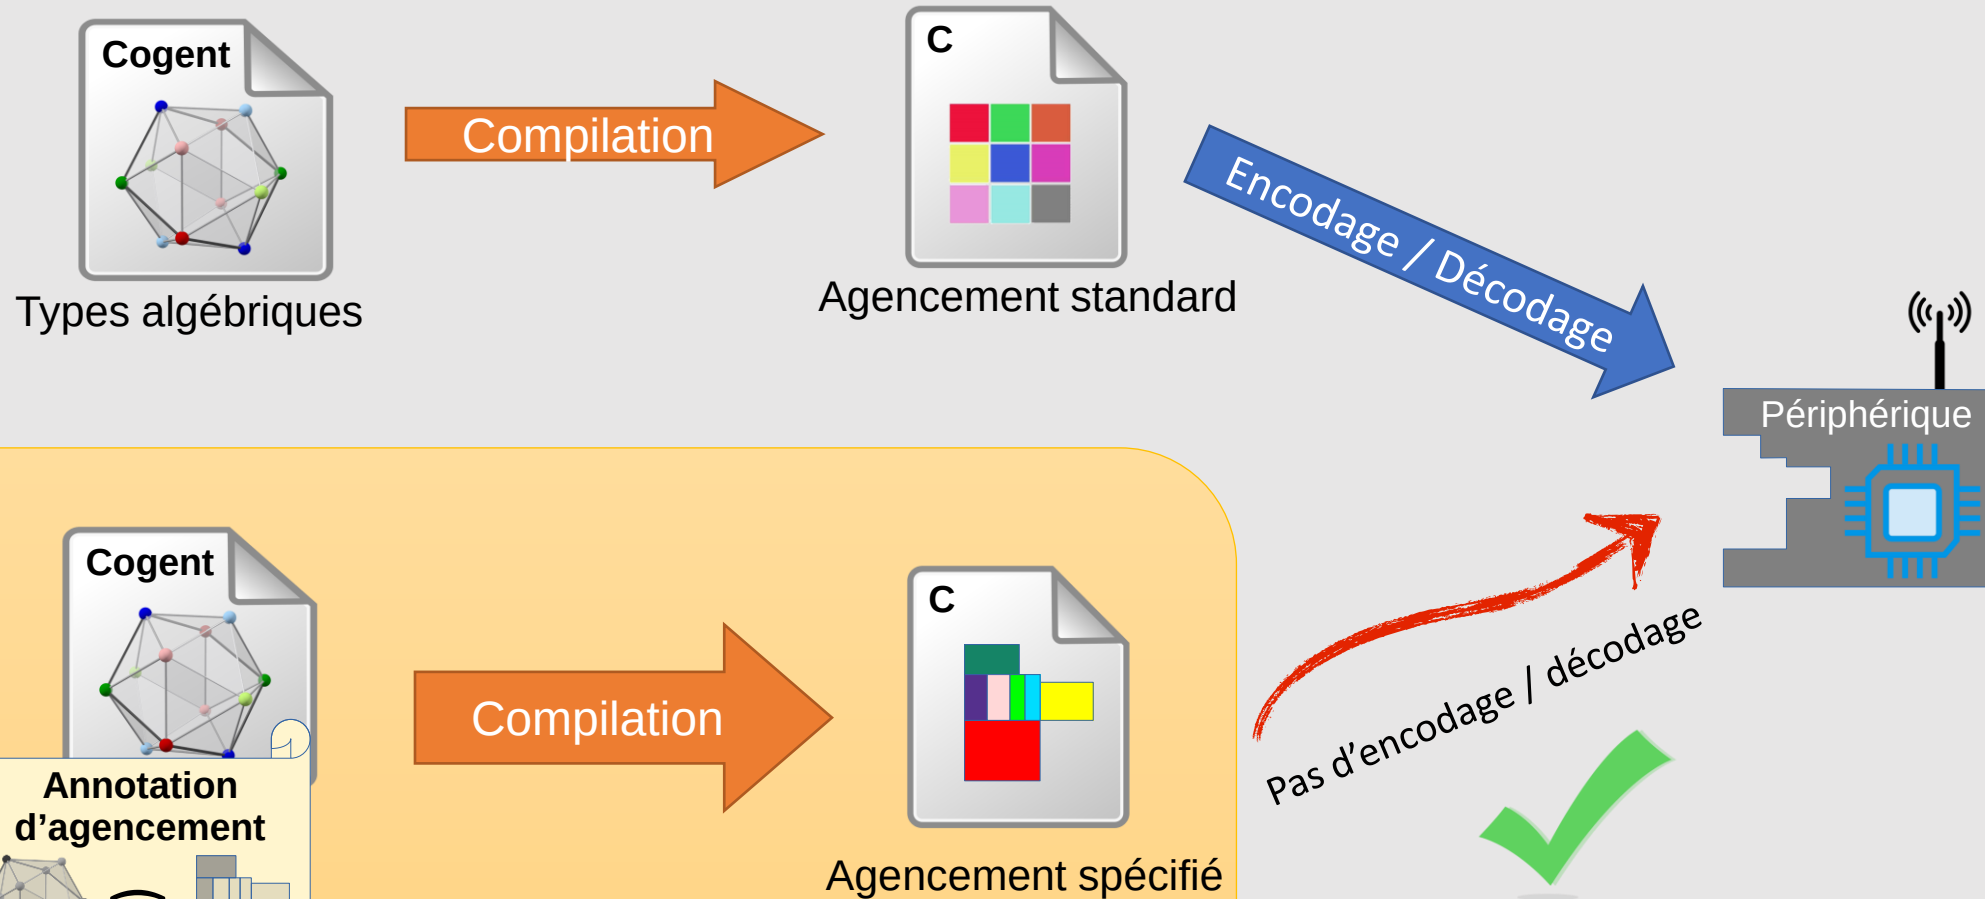 Cogent
C
Compilation
Types algébriques
Agencement standard
Encodage / Décodage
Périphérique
Cogent
C
Compilation
Annotation
d’agencement
Agencement spécifié
Pas d’encodage / décodage